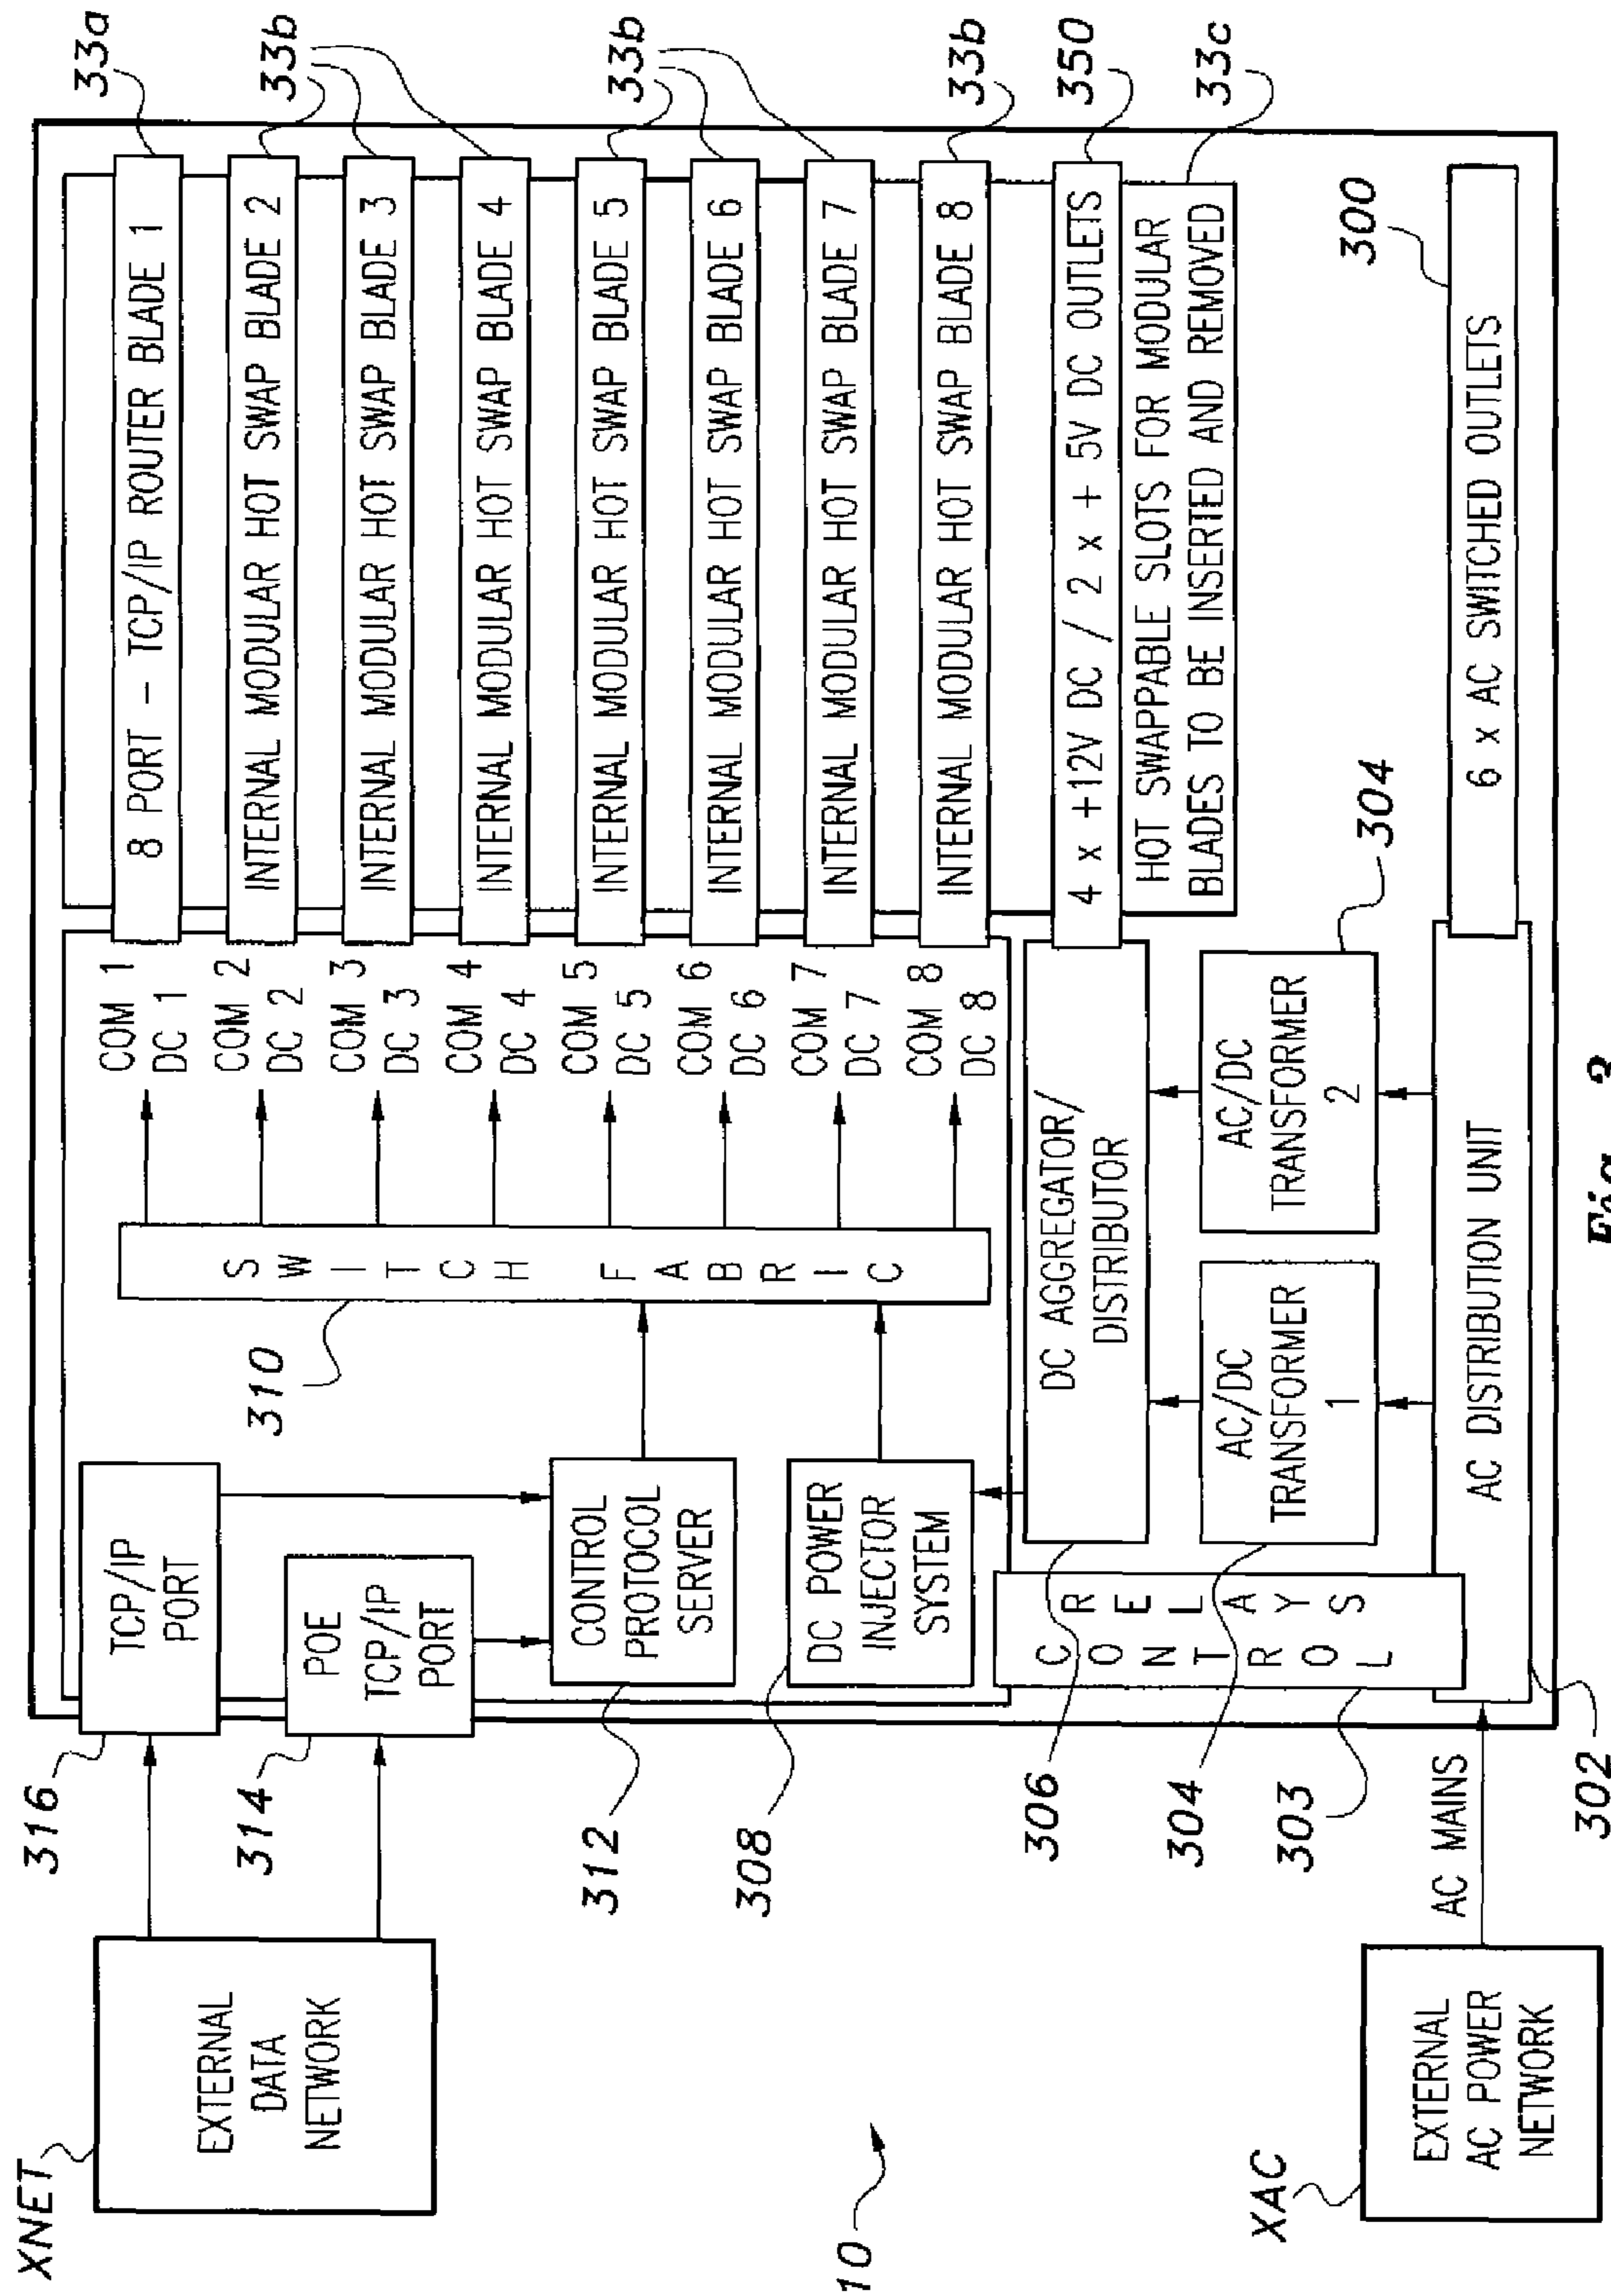 XNET
EXTERNAL
DATA
NETWORK
316
TCP/IP
PORT
314
POE
TCP/IP
PORT
312
CONTROL
PROTOCOL
SERVER
308
DC POWER
INJECTOR
SYSTEM
310
SWITCH FABRIC
COM 1
DC 1
COM 2
DC 2
COM 3
DC 3
COM 4
DC 4
COM 5
DC 5
COM 6
DC 6
COM 7
DC 7
COM 8
DC 8
8 PORT – TCP/IP ROUTER BLADE 1
33a
INTERNAL MODULAR HOT SWAP BLADE 2
33b
INTERNAL MODULAR HOT SWAP BLADE 3
INTERNAL MODULAR HOT SWAP BLADE 4
INTERNAL MODULAR HOT SWAP BLADE 5
33b
INTERNAL MODULAR HOT SWAP BLADE 6
INTERNAL MODULAR HOT SWAP BLADE 7
INTERNAL MODULAR HOT SWAP BLADE 8
33b
4 x +12V DC / 2 x + 5V DC OUTLETS
350
HOT SWAPPABLE SLOTS FOR MODULAR
BLADES TO BE INSERTED AND REMOVED
33c
306
DC AGGREGATOR/
DISTRIBUTOR
304
AC/DC
TRANSFORMER
1
AC/DC
TRANSFORMER
2
304
303
CONTROL
RELAYS
10
XAC
EXTERNAL
AC POWER
NETWORK
AC MAINS
302
AC DISTRIBUTION UNIT
6 x AC SWITCHED OUTLETS
300
Fig. 3